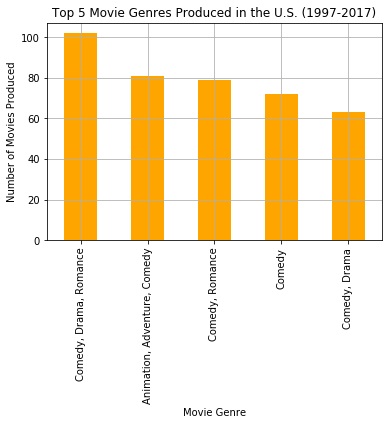 Top 5 Movie Genres Produced in the U.S. (1997-2017)
Number of Movies Produced
100
80
60
40
20
0
Comedy, Drama, Romance
Animation, Adventure, Comedy
Comedy, Romance
Comedy
Comedy, Drama
Movie Genre